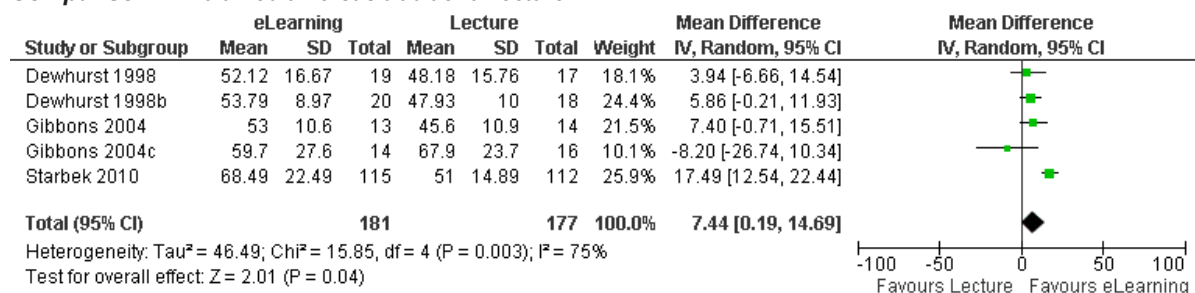 eLearning Lecture Mean Difference Mean Difference
Study or Subgroup Mean SD Total Mean SD Total Weight IV, Random, 95% CI IV, Random, 95% CI
Dewhurst 1998 52.12 16.67 19 48.18 15.76 17 18.1% 3.94 [-6.66, 14.54]
Dewhurst 1998b 53.79 8.97 20 47.93 10 18 24.4% 5.86 [-0.21, 11.93]
Gibbons 2004 53 10.6 13 45.6 10.9 14 21.5% 7.40 [-0.71, 15.51]
Gibbons 2004c 59.7 27.6 14 67.9 23.7 16 10.1% -8.20 [-26.74, 10.34]
Starbek 2010 68.49 22.49 115 51 14.89 112 25.9% 17.49 [12.54, 22.44]
Total (95% CI) 181 177 100.0% 7.44 [0.19, 14.69]
Heterogeneity: Tau² = 46.49; Chi² = 15.85, df = 4 (P = 0.003); I² = 75%
Test for overall effect: Z = 2.01 (P = 0.04)
-100 -50 0 50 100
Favours Lecture Favours eLearning